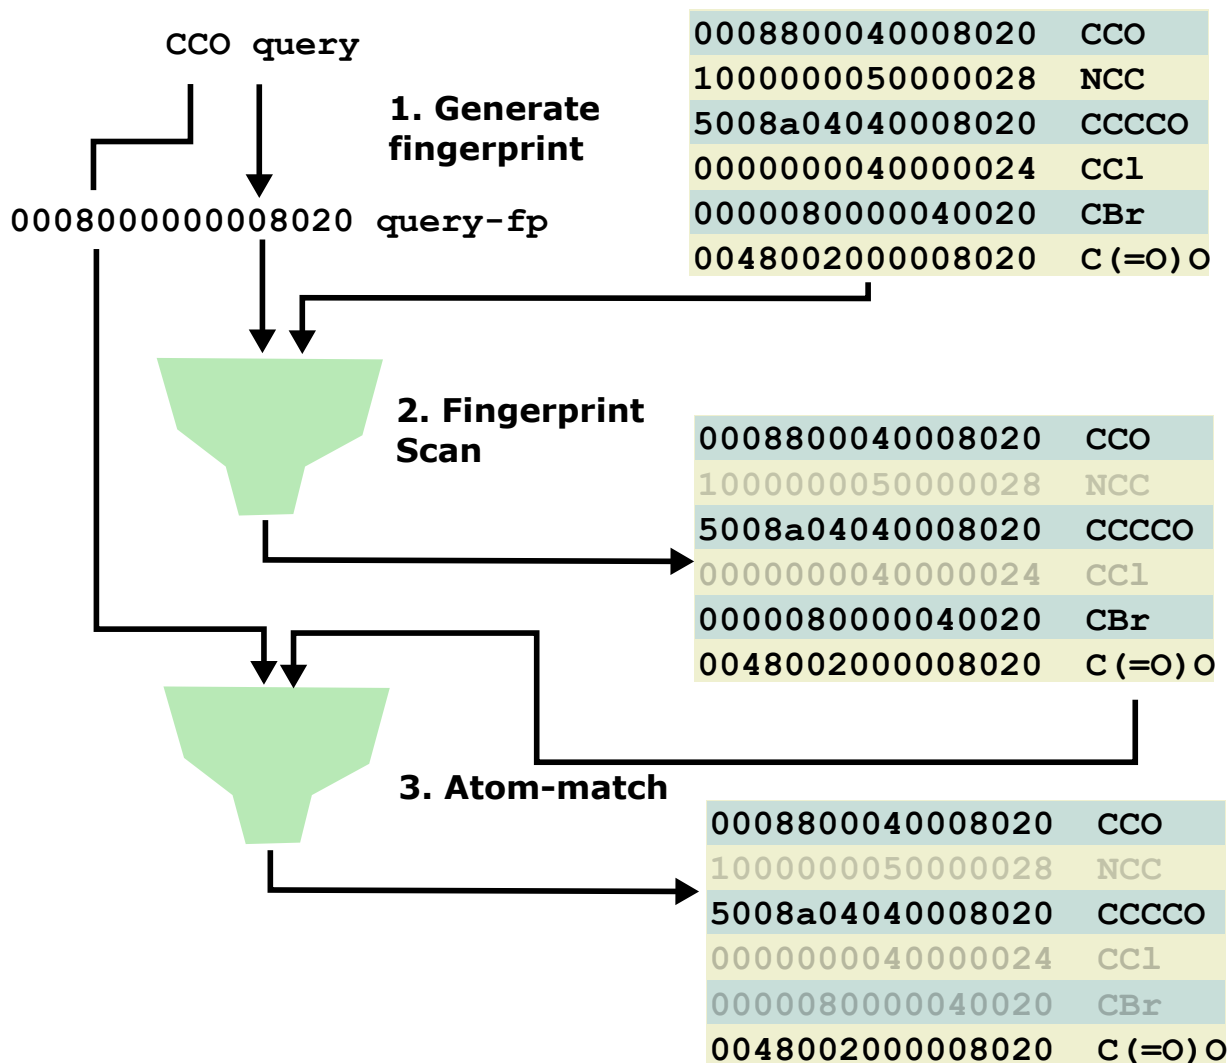 CCO query
1. Generate
fingerprint
0008000000008020 query-fp
0008800040008020 CCO
1000000050000028 NCC
5008a04040008020 CCCCO
0000000040000024 CCl
0000080000040020 CBr
0048002000008020 C(=O)O
2. Fingerprint
Scan
0008800040008020 CCO
1000000050000028 NCC
5008a04040008020 CCCCO
0000000040000024 CCl
0000080000040020 CBr
0048002000008020 C(=O)O
3. Atom-match
0008800040008020 CCO
1000000050000028 NCC
5008a04040008020 CCCCO
0000000040000024 CCl
0000080000040020 CBr
0048002000008020 C(=O)O